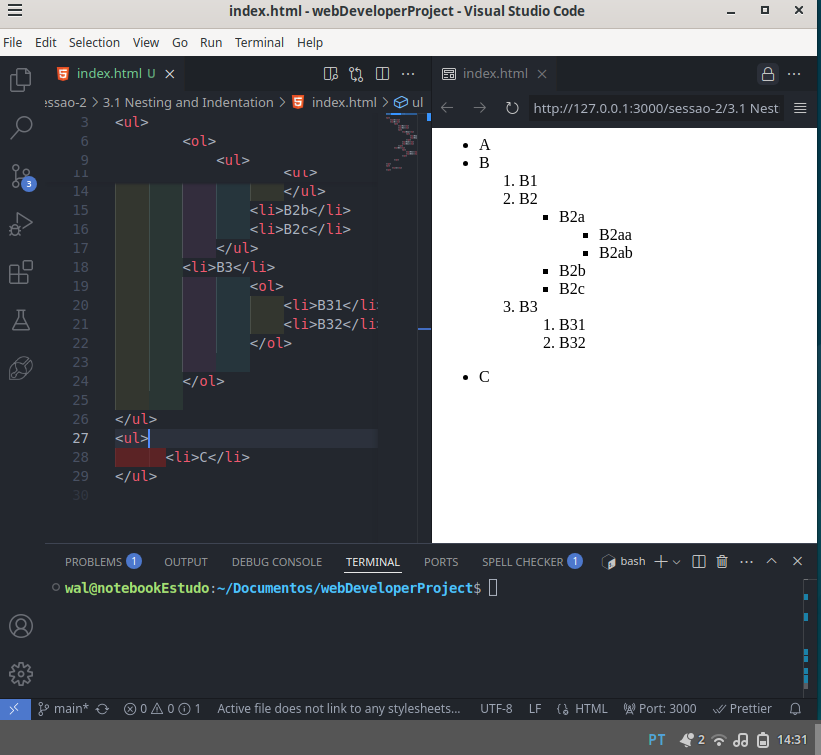 index.html - webDeveloperProject - Visual Studio Code
File Edit Selection View Go Run Terminal Help
index.html U
index.html
essao-2 > 3.1 Nesting and Indentation > index.html > ul
http://127.0.0.1:3000/sessao-2/3.1 Nest
3 <ul>
6 <ol>
9 <ul>
11 <ul>
14 </ul>
15 <li>B2b</li>
16 <li>B2c</li>
17 </ul>
18 <li>B3</li>
19 <ol>
20 <li>B31</li>
21 <li>B32</li>
22 </ol>
23
24 </ol>
25
26 </ul>
27 <ul>
28 <li>C</li>
29 </ul>
30
A
B
1. B1
2. B2
B2a
B2aa
B2ab
B2b
B2c
3. B3
1. B31
2. B32
C
3
PROBLEMS 1 OUTPUT DEBUG CONSOLE TERMINAL PORTS SPELL CHECKER 1 bash
wal@notebookEstudo:~/Documentos/webDeveloperProject$
main* 0 0 1 Active file does not link to any stylesheets... UTF-8 LF {} HTML Port: 3000 Prettier
PT 2 14:31